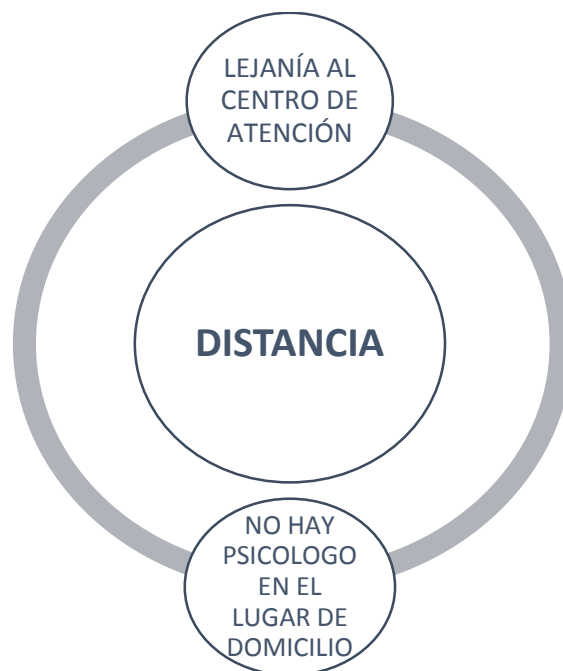 LEJANÍA AL
CENTRO DE
ATENCIÓN
DISTANCIA
NO HAY
PSICOLOGO
EN EL
LUGAR DE
DOMICILIO